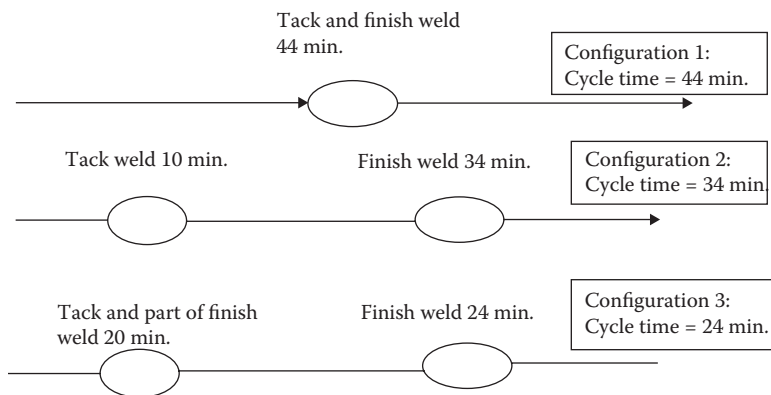 Tack and finish weld
44 min.
Configuration 1:
Cycle time = 44 min.
Tack weld 10 min.
Finish weld 34 min.
Configuration 2:
Cycle time = 34 min.
Tack and part of finish
weld 20 min.
Finish weld 24 min.
Configuration 3:
Cycle time = 24 min.